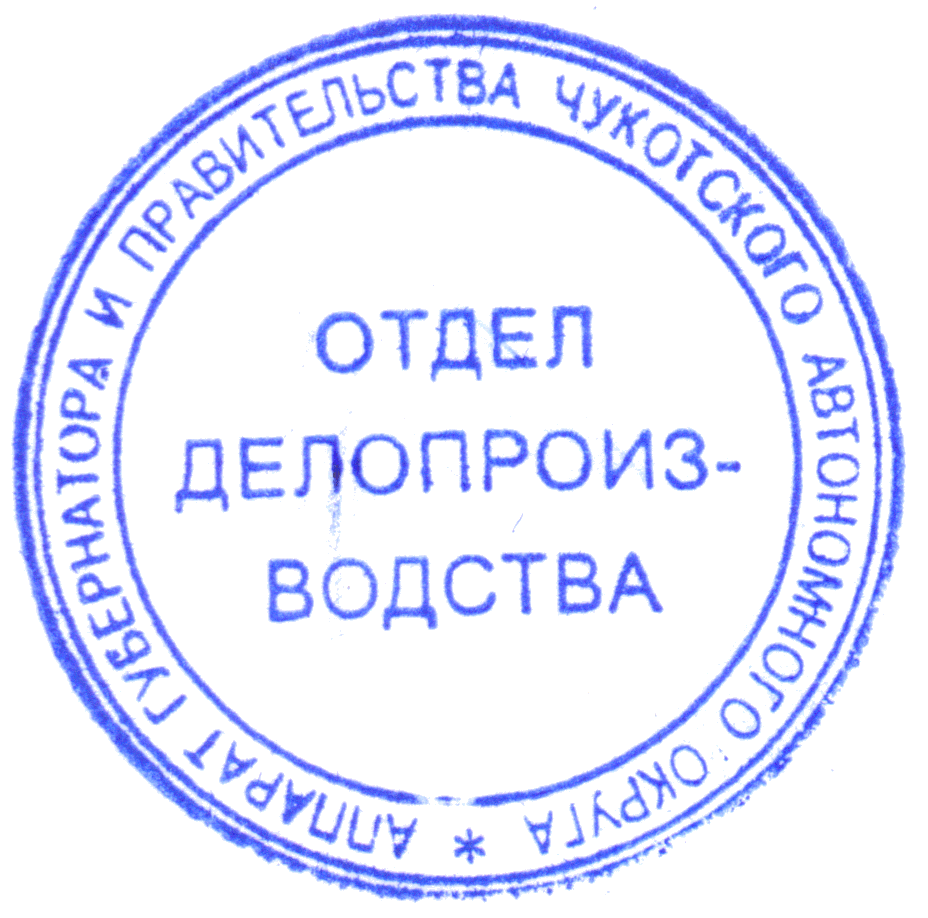 АППАРАТ ГУБЕРНАТОРА И ПРАВИТЕЛЬСТВА ЧУКОТСКОГО АВТОНОМНОГО ОКРУГА *
ОТДЕЛ
ДЕЛОПРОИЗ-
ВОДСТВА